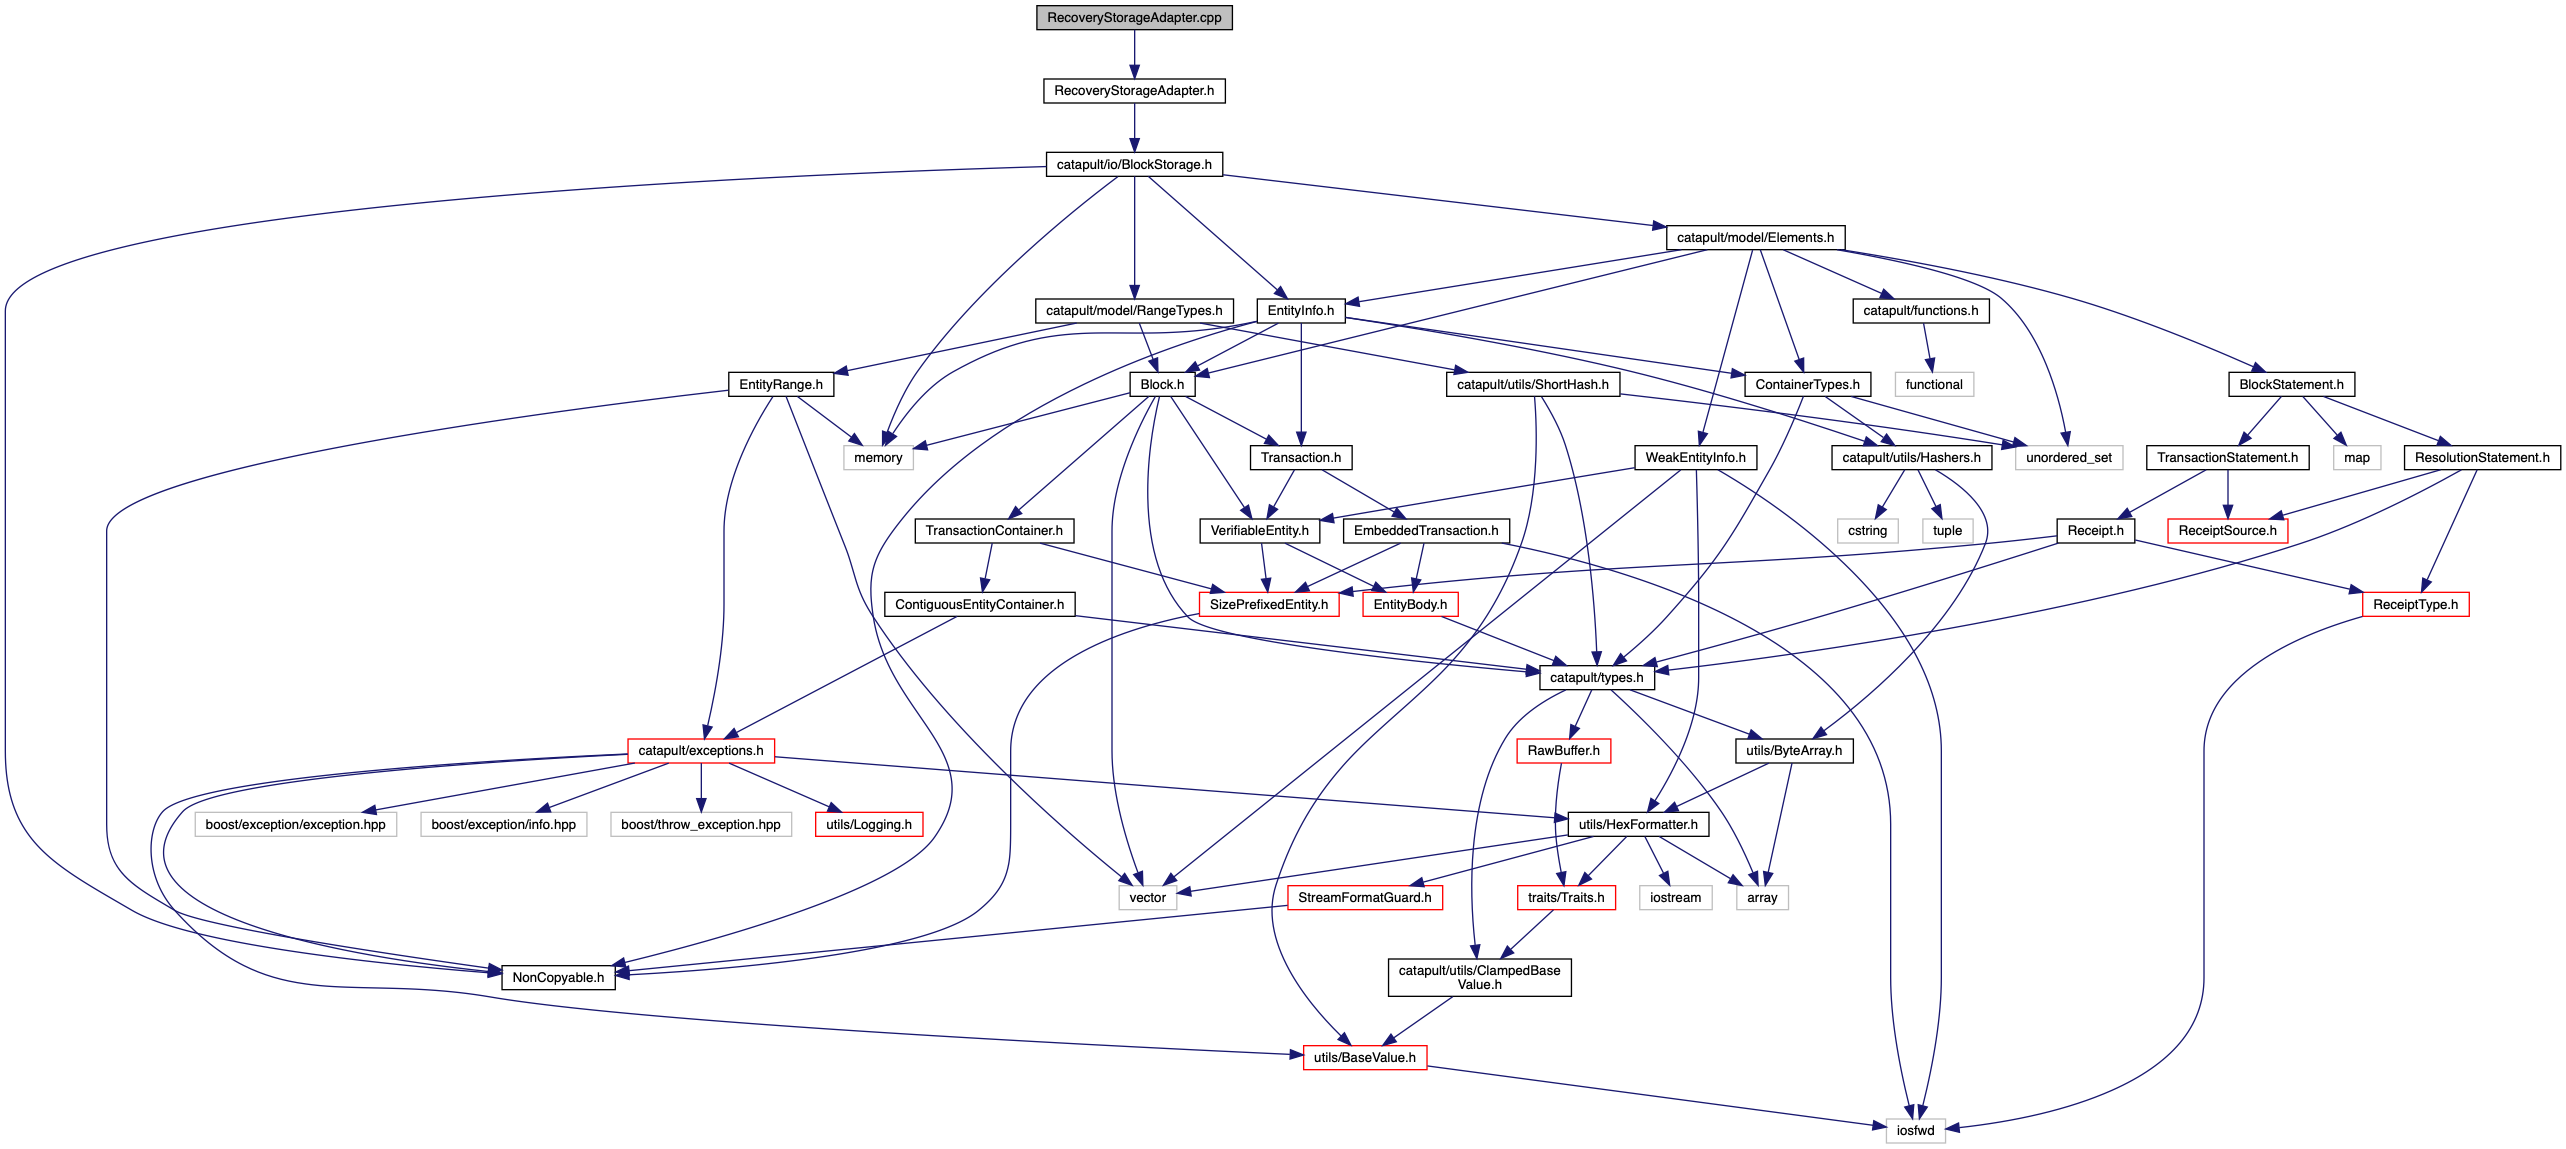 RecoveryStorageAdapter.cpp
RecoveryStorageAdapter.h
catapult/io/BlockStorage.h
catapult/model/Elements.h
catapult/model/RangeTypes.h
EntityInfo.h
catapult/functions.h
EntityRange.h
Block.h
catapult/utils/ShortHash.h
ContainerTypes.h
functional
BlockStatement.h
memory
Transaction.h
WeakEntityInfo.h
catapult/utils/Hashers.h
unordered_set
TransactionStatement.h
map
ResolutionStatement.h
TransactionContainer.h
VerifiableEntity.h
EmbeddedTransaction.h
cstring
tuple
Receipt.h
ReceiptSource.h
ContiguousEntityContainer.h
SizePrefixedEntity.h
EntityBody.h
ReceiptType.h
catapult/types.h
catapult/exceptions.h
RawBuffer.h
utils/ByteArray.h
boost/exception/exception.hpp
boost/exception/info.hpp
boost/throw_exception.hpp
utils/Logging.h
utils/HexFormatter.h
vector
StreamFormatGuard.h
traits/Traits.h
iostream
array
NonCopyable.h
catapult/utils/ClampedBase
Value.h
utils/BaseValue.h
iosfwd